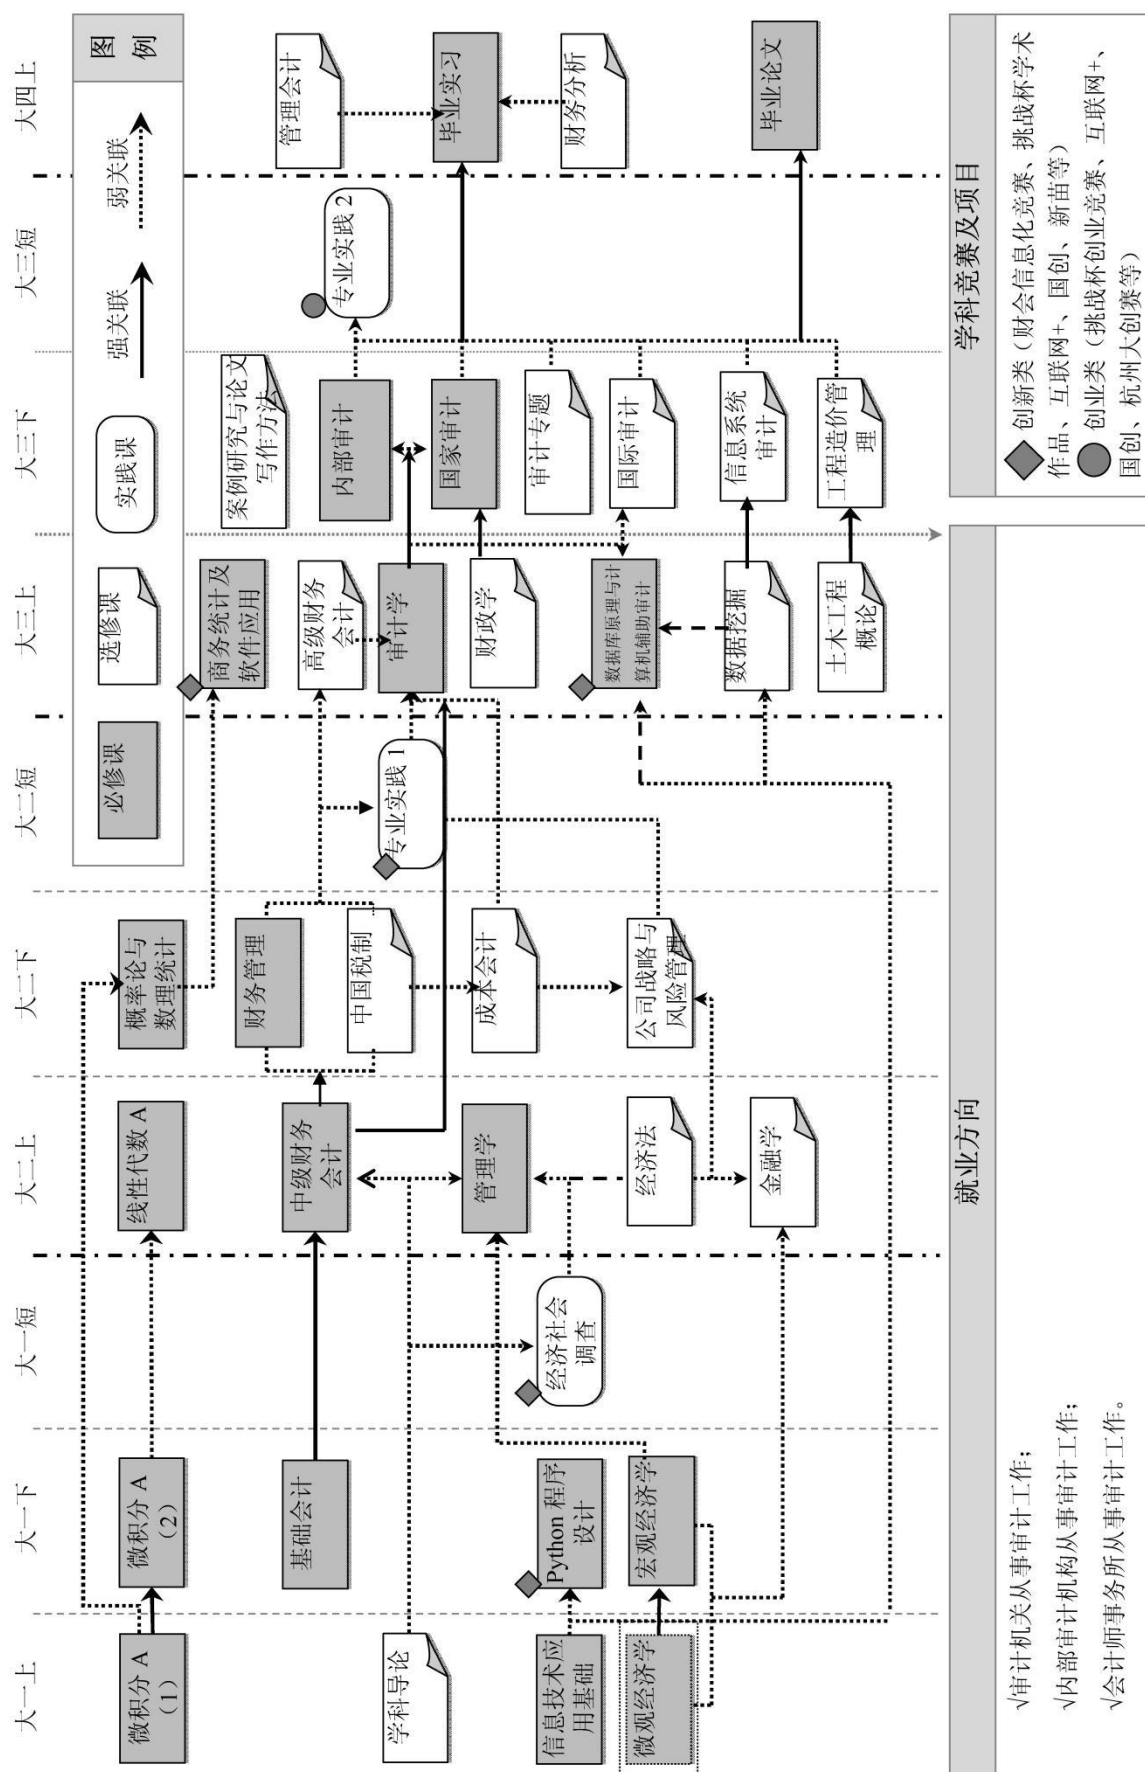 大一上
大一下
大一短
大二上
大二下
大二短
大三上
大三下
大三短
大四上
图
例
必修课
选修课
实践课
强关联
弱关联
微积分 A
（1）
微积分 A
（2）
线性代数 A
概率论与
数理统计
商务统计及
软件应用
案例研究与论文
写作方法
基础会计
中级财务
会计
财务管理
中国税制
高级财务
会计
内部审计
专业实践 2
管理会计
学科导论
管理学
成本会计
专业实践 1
审计学
财政学
国家审计
毕业实习
信息技术应
用基础
Python 程序
设计
经济社会
调查
审计专题
财务分析
微观经济学
宏观经济学
经济法
公司战略与
风险管理
数据库原理与计
算机辅助审计
国际审计
金融学
数据挖掘
信息系统
审计
毕业论文
土木工程
概论
工程造价管
理
就业方向
√审计机关从事审计工作；
√内部审计机构从事审计工作；
√会计师事务所从事审计工作。
学科竞赛及项目
创新类（财会信息化竞赛、挑战杯学术
作品、互联网+、国创、新苗等）
创业类（挑战杯创业竞赛、互联网+、
国创、杭州大创赛等）